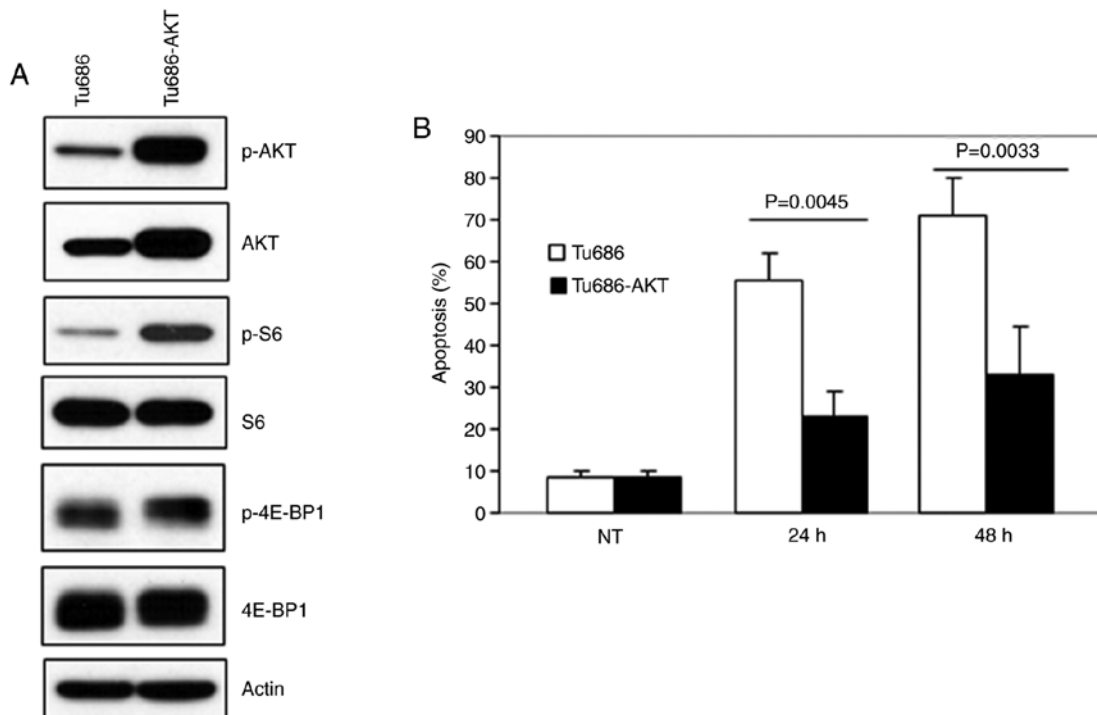 A
Tu686
Tu686-AKT
p-AKT
AKT
p-S6
S6
p-4E-BP1
4E-BP1
Actin
B
90
80
70
60
50
40
30
20
10
0
Apoptosis (%)
Tu686
Tu686-AKT
P=0.0045
P=0.0033
NT
24 h
48 h